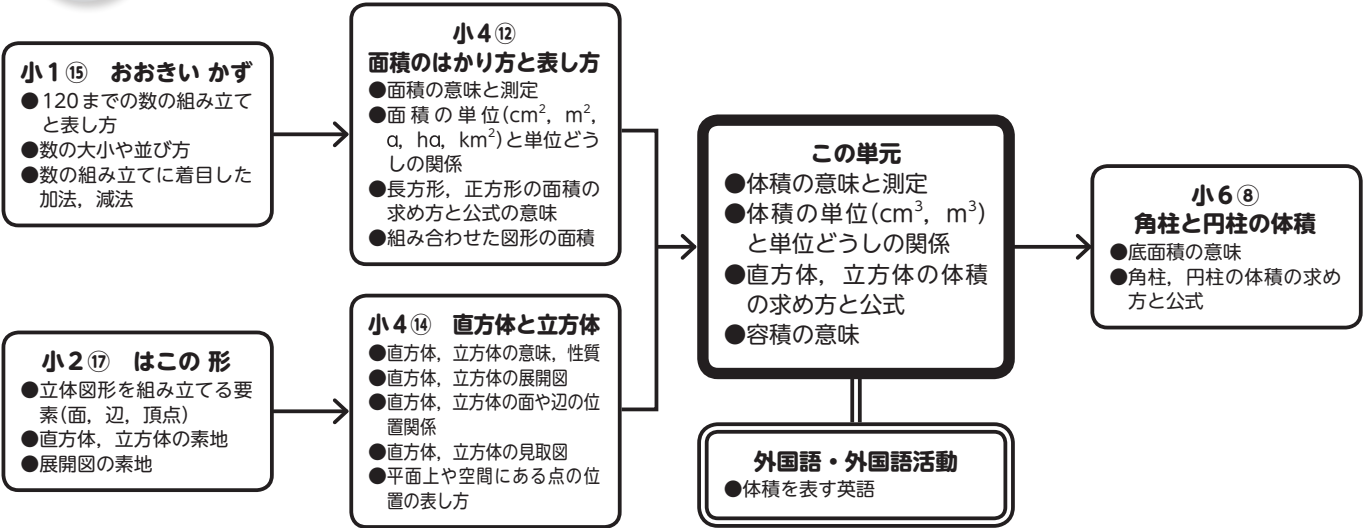 小1⑮ おおきい かず
●120までの数の組み立て
と表し方
●数の大小や並び方
●数の組み立てに着目した
加法，減法
小2⑰ はこの 形
●立体図形を組み立てる要
素(面，辺，頂点)
●直方体，立方体の素地
●展開図の素地
小4⑫
面積のはかり方と表し方
●面積の意味と測定
●面積の単位(cm²，m²，
a，ha，km²)と単位どう
しの関係
●長方形，正方形の面積の
求め方と公式の意味
●組み合わせた図形の面積
小4⑭ 直方体と立方体
●直方体，立方体の意味，性質
●直方体，立方体の展開図
●直方体，立方体の面や辺の位
置関係
●直方体，立方体の見取図
●平面上や空間にある点の位
置の表し方
この単元
●体積の意味と測定
●体積の単位(cm³，m³)
と単位どうしの関係
●直方体，立方体の体積
の求め方と公式
●容積の意味
外国語・外国語活動
●体積を表す英語
小6⑧
角柱と円柱の体積
●底面積の意味
●角柱，円柱の体積の求め
方と公式